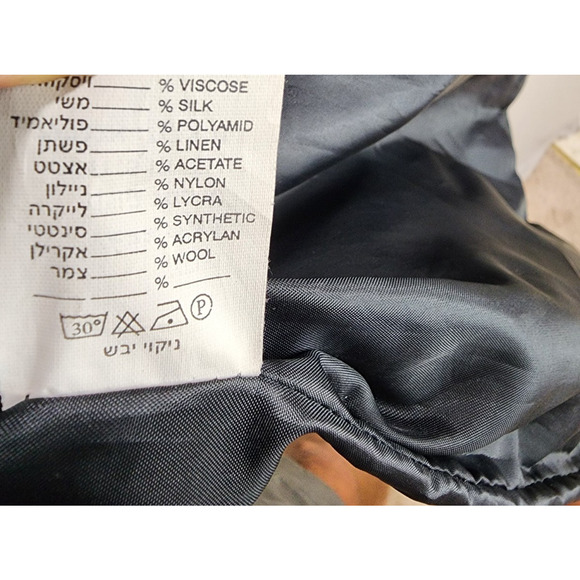 ויסקוזה % VISCOSE
משי % SILK
פוליאמיד % POLYAMID
פשתן % LINEN
אצטט % ACETATE
ניילון % NYLON
לייקרה % LYCRA
סינטטי % SYNTHETIC
אקרילן % ACRYLAN
צמר % WOOL
%
30° P
ניקוי יבש